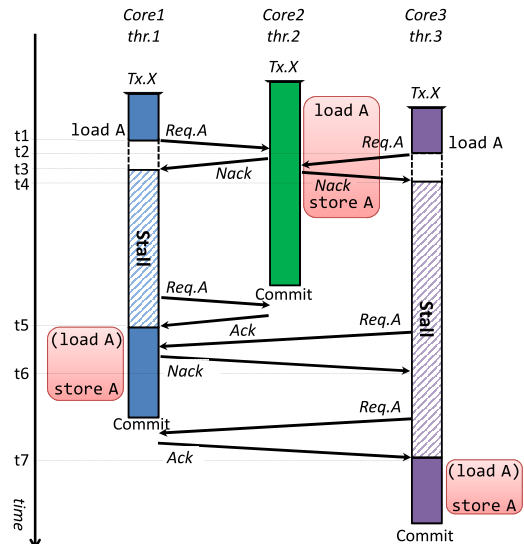 Core1 Core2 Core3
thr.1 thr.2 thr.3
Tx.X Tx.X Tx.X
load A Req.A load A Req.A load A
t1
t2
t3
t4
Nack Nack
store A
Stall
Stall
Req.A
Commit
t5
Ack
Req.A
(load A)
store A
Nack
t6
Commit
Req.A
Ack
t7
(load A)
store A
Commit
time